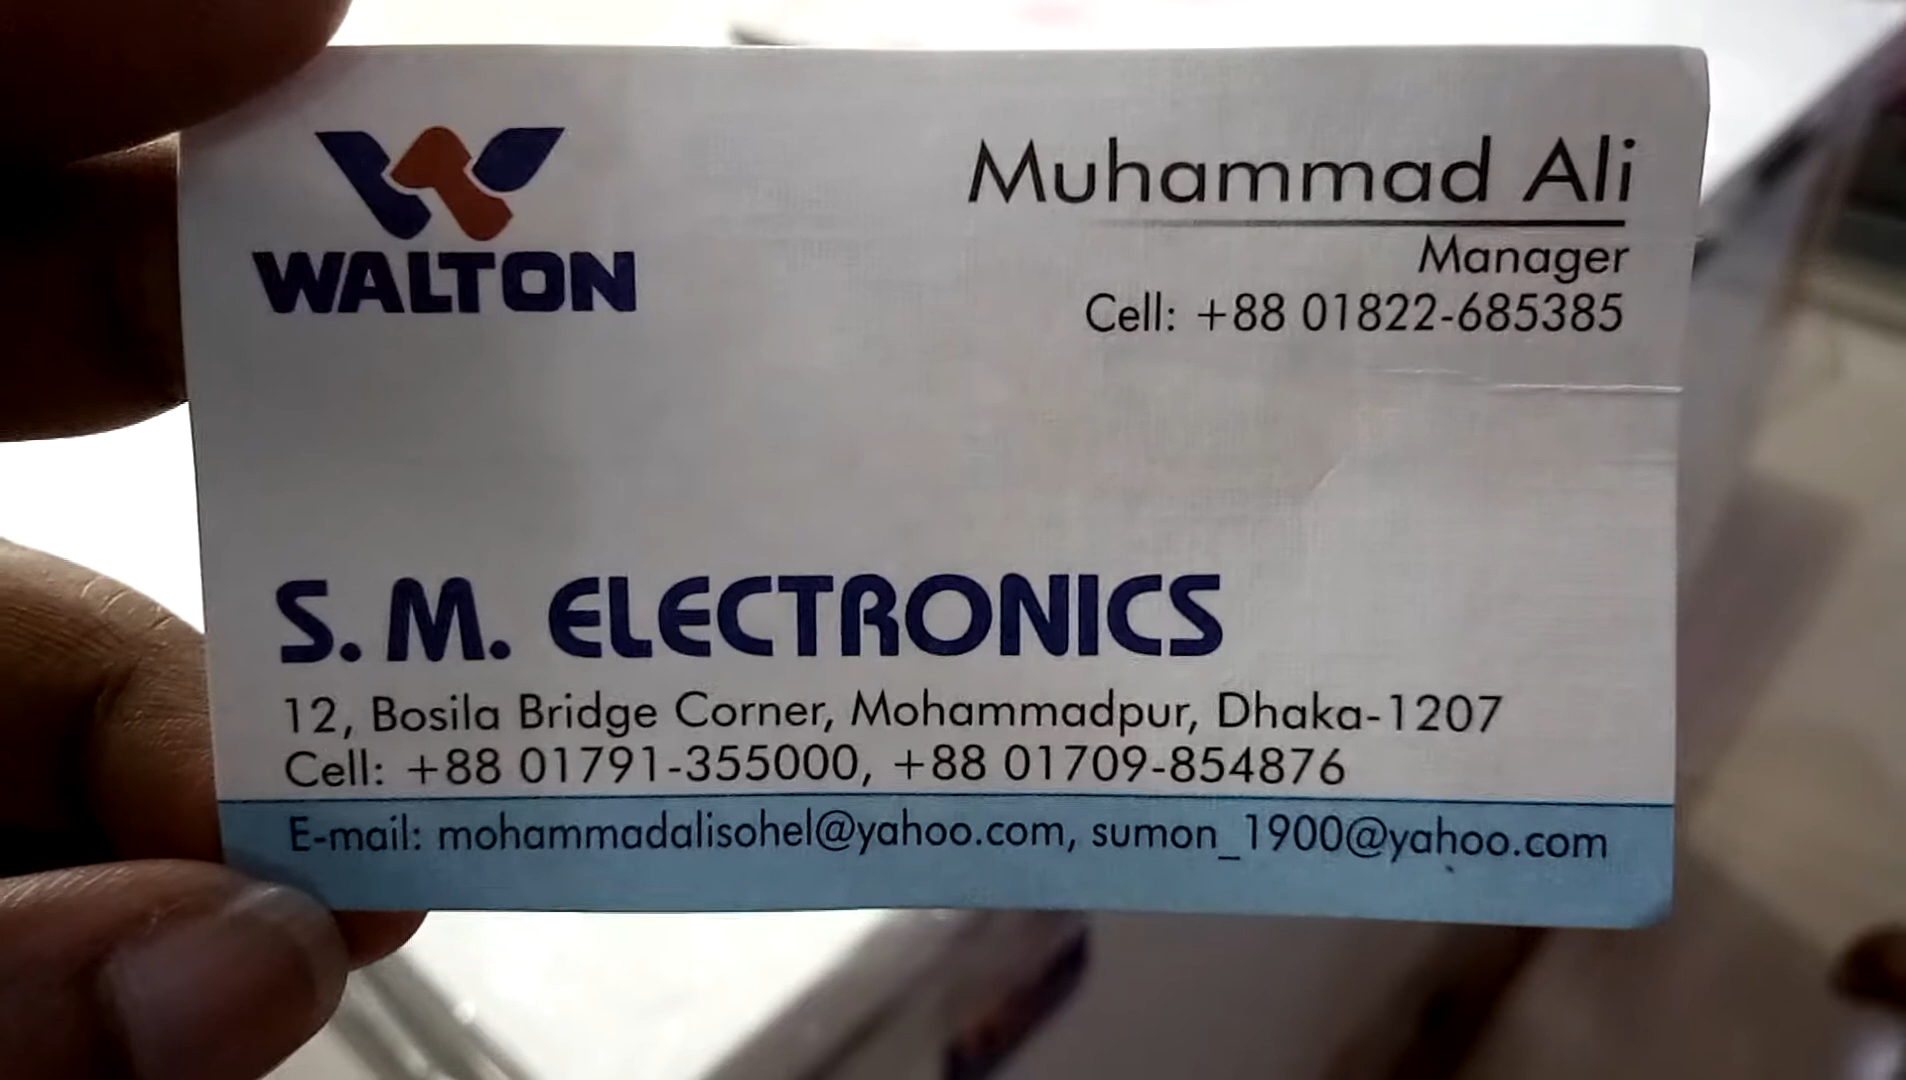 WALTON
Muhammad Ali
Manager
Cell: +88 01822-685385
S. M. ELECTRONICS
12, Bosila Bridge Corner, Mohammadpur, Dhaka-1207
Cell: +88 01791-355000, +88 01709-854876
E-mail: mohammadalisohel@yahoo.com, sumon_1900@yahoo.com